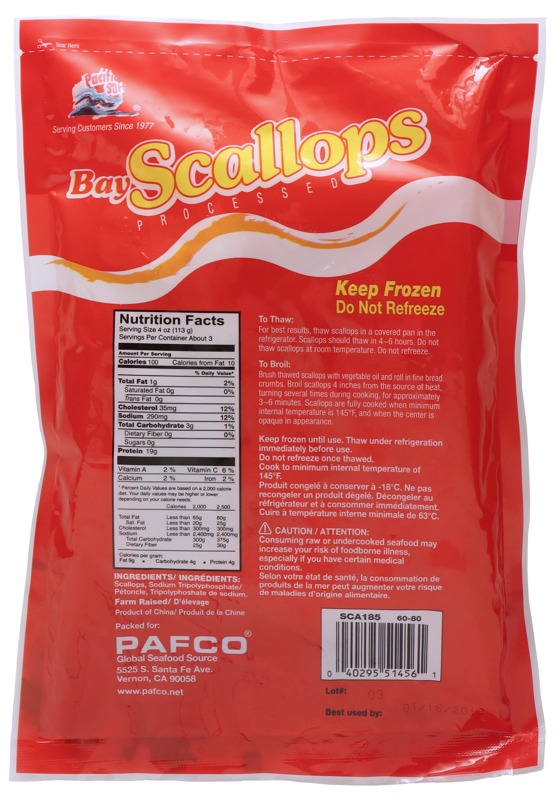 Tear Here
Pacific
Surf
®
Serving Customers Since 1977
Bay Scallops
PROCESSED
Keep Frozen
Do Not Refreeze
Nutrition Facts
Serving Size 4 oz (113 g)
Servings Per Container About 3
Amount Per Serving
Calories 100 Calories from Fat 10
% Daily Value*
Total Fat 1g 2%
Saturated Fat 0g 0%
Trans Fat 0g
Cholesterol 35mg 12%
Sodium 290mg 12%
Total Carbohydrate 3g 1%
Dietary Fiber 0g 0%
Sugars 0g
Protein 19g
Vitamin A 2% Vitamin C 6%
Calcium 2% Iron 2%
* Percent Daily Values are based on a 2,000 calorie
diet. Your daily values may be higher or lower
depending on your calorie needs.
Calories 2,000 2,500
Total Fat Less than 65g 80g
Sat. Fat Less than 20g 25g
Cholesterol Less than 300mg 300mg
Sodium Less than 2,400mg 2,400mg
Total Carbohydrate 300g 375g
Dietary Fiber 25g 30g
Calories per gram:
Fat 9g • Carbohydrate 4g • Protein 4g
INGREDIENTS/ INGRÉDIENTS:
Scallops, Sodium Tripolyphosphate/
Pétoncle, Tripolyphosphate de sodium
Farm Raised/ D'élevage
Product of China/ Produit de la Chine
Packed for:
PAFCO®
Global Seafood Source
5525 S. Santa Fe Ave.
Vernon, CA 90058
www.pafco.net
To Thaw:
For best results, thaw scallops in a covered pan in the
refrigerator. Scallops should thaw in 4–6 hours. Do not
thaw scallops at room temperature. Do not refreeze.
To Broil:
Brush thawed scallops with vegetable oil and roll in fine bread
crumbs. Broil scallops 4 inches from the source of heat,
turning several times during cooking, for approximately
3–6 minutes. Scallops are fully cooked when minimum
internal temperature is 145°F, and when the center is
opaque in appearance.
Keep frozen until use. Thaw under refrigeration
immediately before use.
Do not refreeze once thawed.
Cook to minimum internal temperature of
145°F.
Produit congelé à conserver à -18°C. Ne pas
recongeler un produit dégelé. Décongeler au
réfrigérateur et à consommer immédiatement.
Cuire à température interne minimale de 63°C.
CAUTION / ATTENTION:
Consuming raw or undercooked seafood may
increase your risk of foodborne illness,
especially if you have certain medical
conditions.
Selon votre état de santé, la consommation de
produits de la mer peut augmenter votre risque
de maladies d'origine alimentaire.
SCA185 60-80
0 40295 51456 1
Lot#: 03
Best used by: